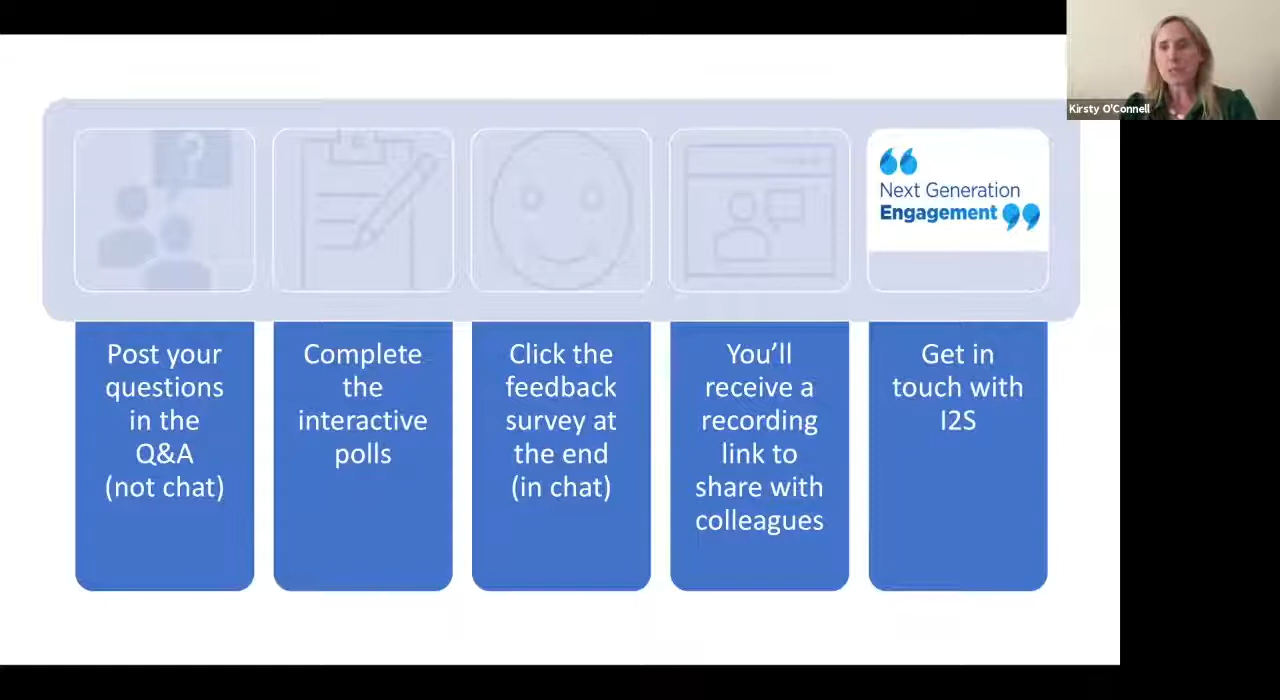 Kirsty O'Connell
?
Next Generation
Engagement
Post your
questions
in the
Q&A
(not chat)
Complete
the
interactive
polls
Click the
feedback
survey at
the end
(in chat)
You’ll
receive a
recording
link to
share with
colleagues
Get in
touch with
I2S